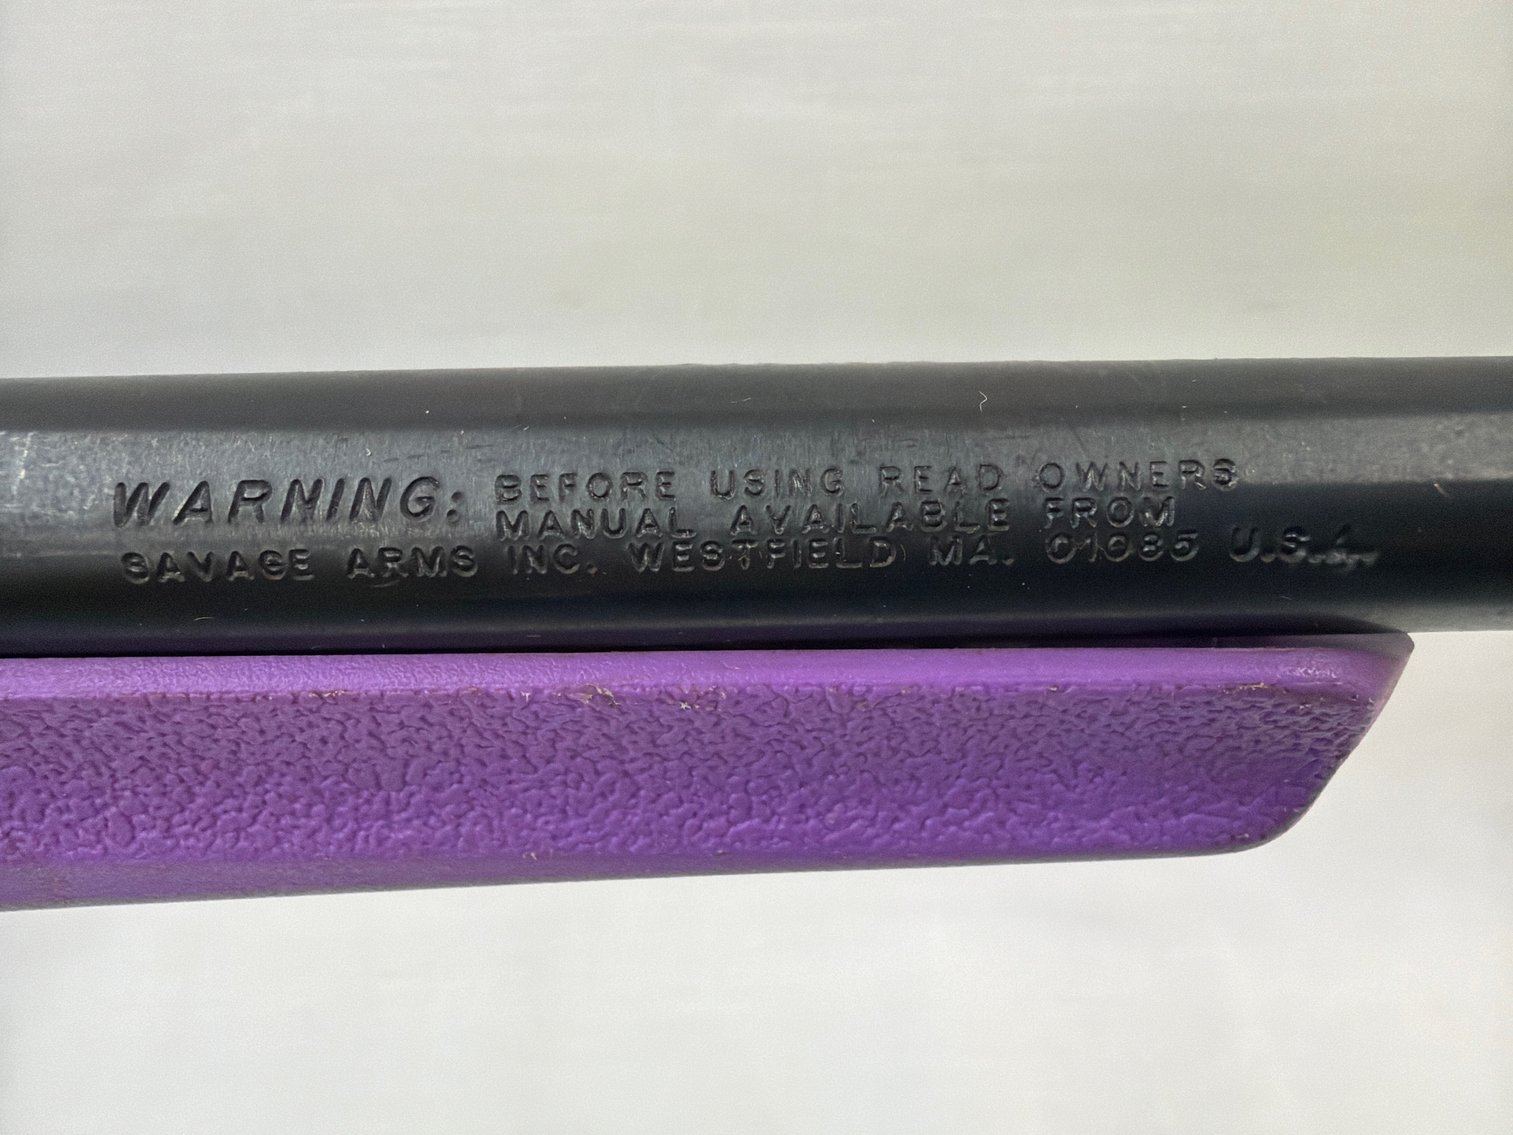 WARNING: BEFORE USING READ OWNERS
MANUAL AVAILABLE FROM
SAVAGE ARMS INC. WESTFIELD MA. 01085 U.S.A.